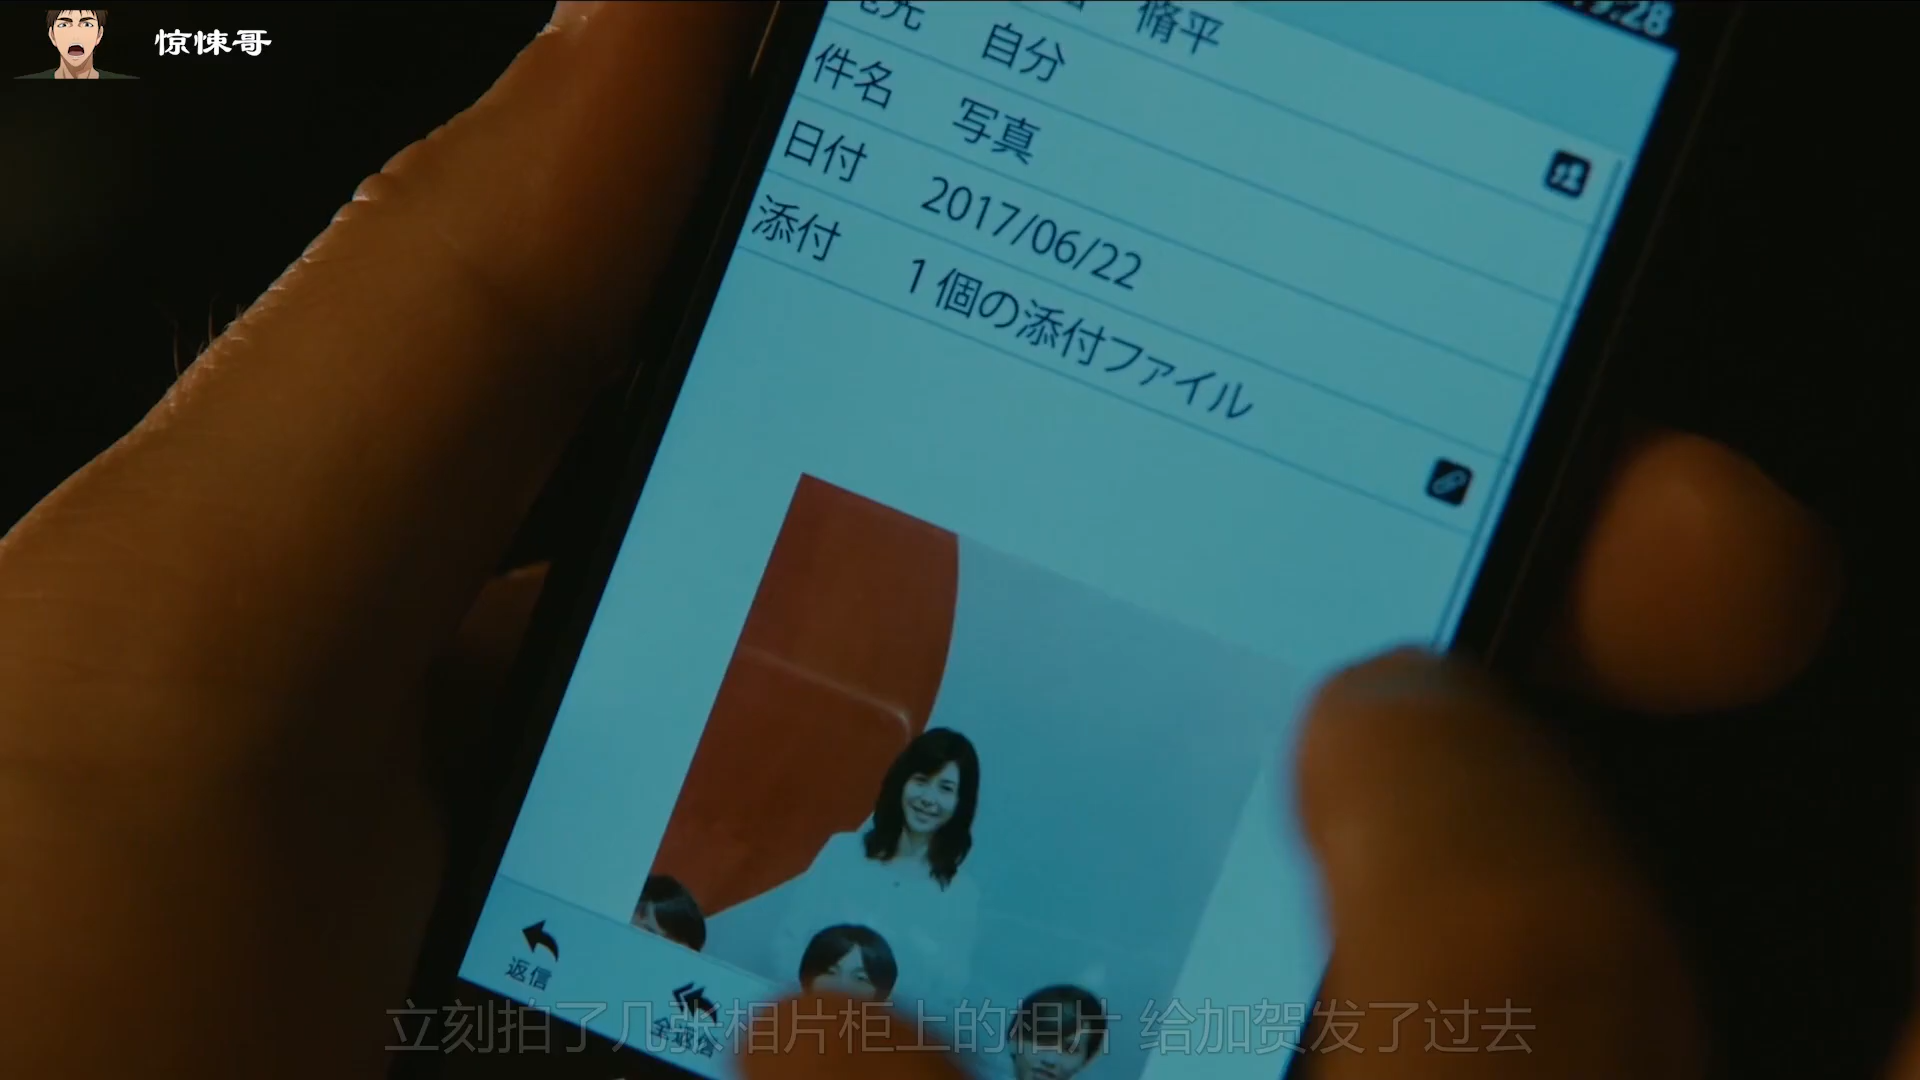 惊悚哥
脩平
自分
件名 写真
日付 2017/06/22
添付 1個の添付ファイル
返信
立刻拍了几张相片柜上的相片 给加贺发了过去